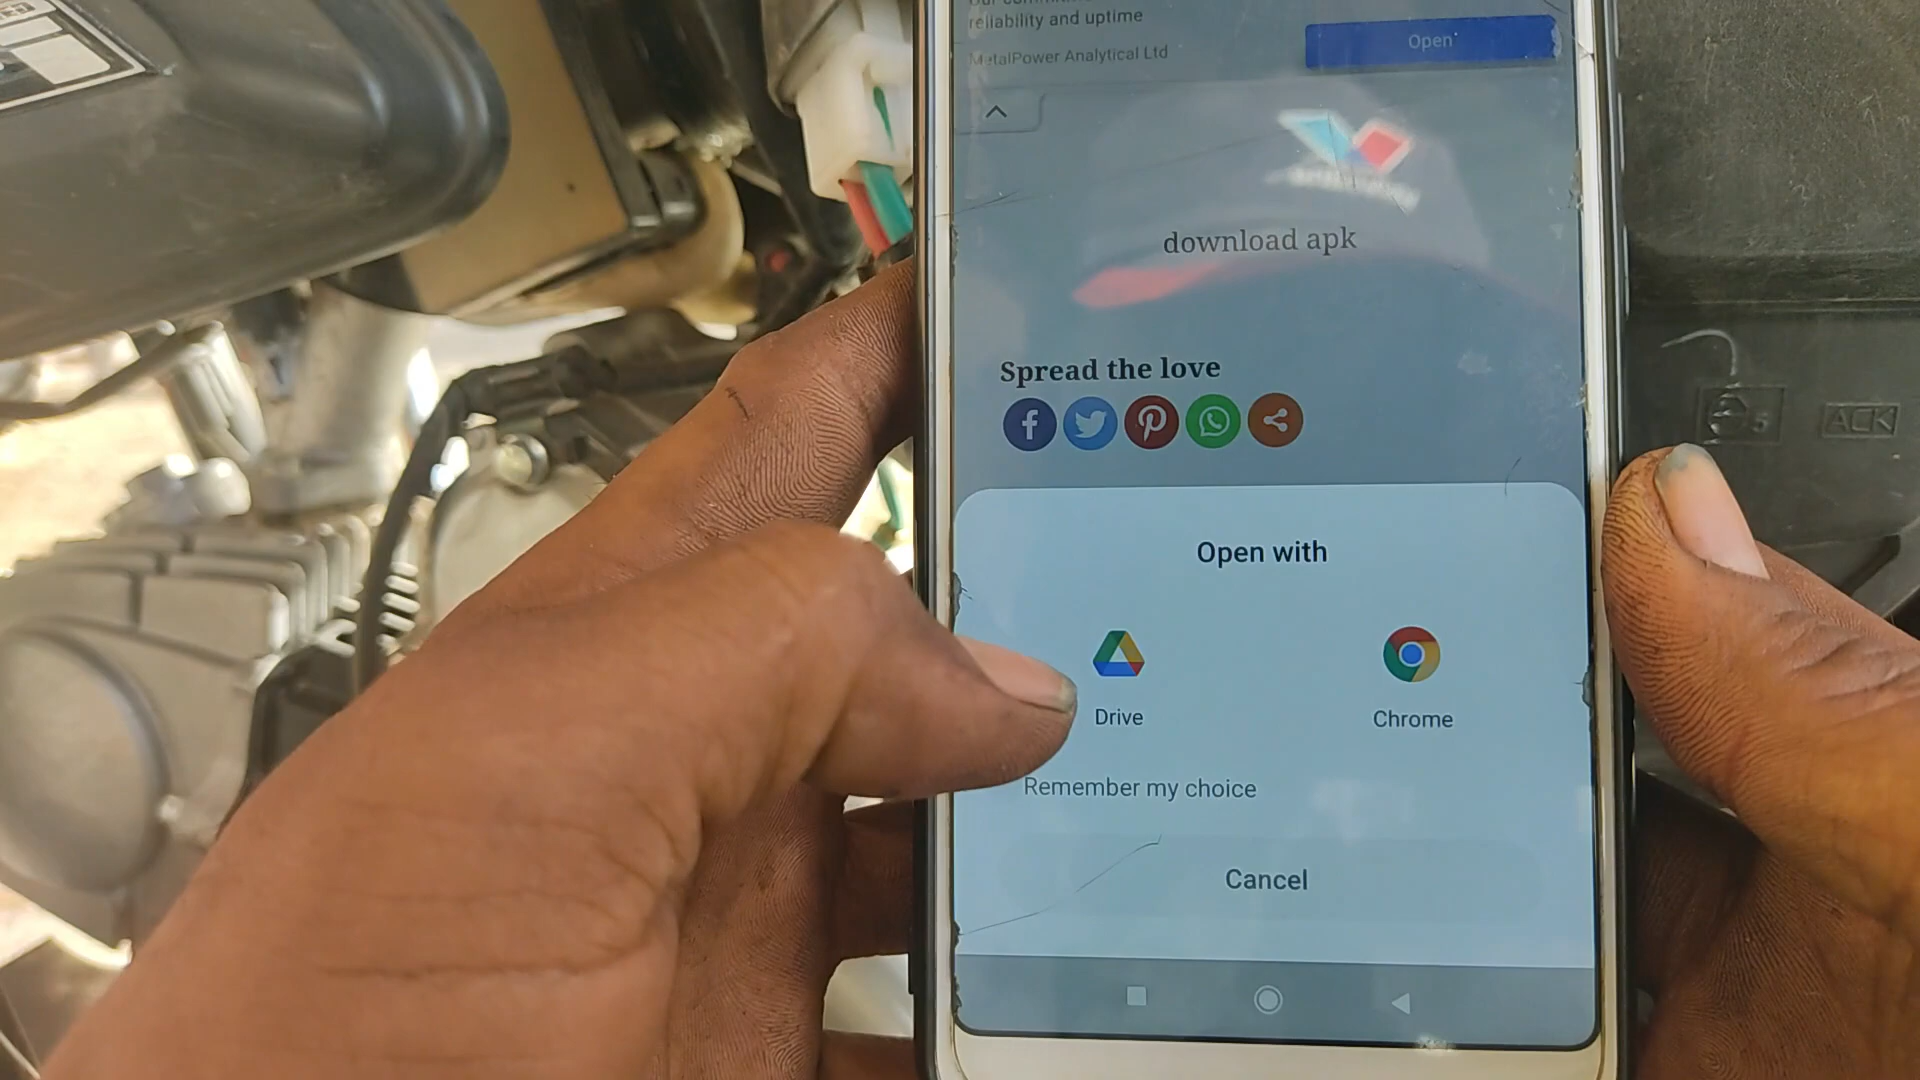 reliability and uptime
MetalPower Analytical Ltd
Open
download apk
Spread the love
Open with
Drive
Chrome
Remember my choice
Cancel
ACK